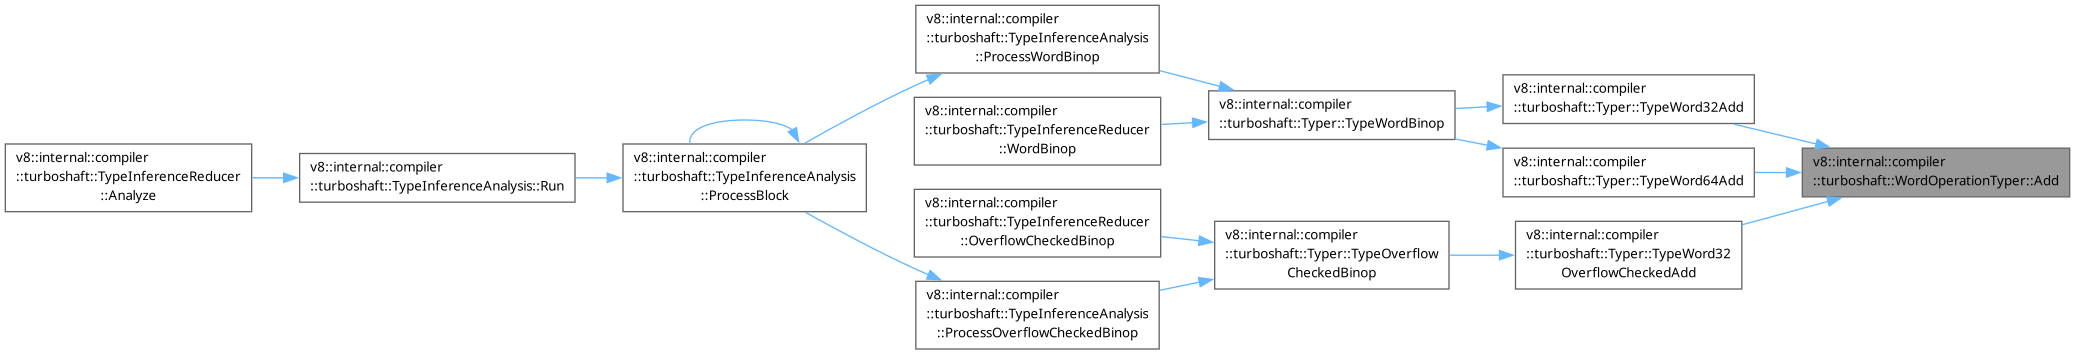 v8::internal::compiler
::turboshaft::TypeInferenceReducer
::Analyze
v8::internal::compiler
::turboshaft::TypeInferenceAnalysis::Run
v8::internal::compiler
::turboshaft::TypeInferenceAnalysis
::ProcessBlock
v8::internal::compiler
::turboshaft::TypeInferenceAnalysis
::ProcessWordBinop
v8::internal::compiler
::turboshaft::TypeInferenceReducer
::WordBinop
v8::internal::compiler
::turboshaft::TypeInferenceReducer
::OverflowCheckedBinop
v8::internal::compiler
::turboshaft::TypeInferenceAnalysis
::ProcessOverflowCheckedBinop
v8::internal::compiler
::turboshaft::Typer::TypeWordBinop
v8::internal::compiler
::turboshaft::Typer::TypeOverflow
CheckedBinop
v8::internal::compiler
::turboshaft::Typer::TypeWord32Add
v8::internal::compiler
::turboshaft::Typer::TypeWord64Add
v8::internal::compiler
::turboshaft::Typer::TypeWord32
OverflowCheckedAdd
v8::internal::compiler
::turboshaft::WordOperationTyper::Add